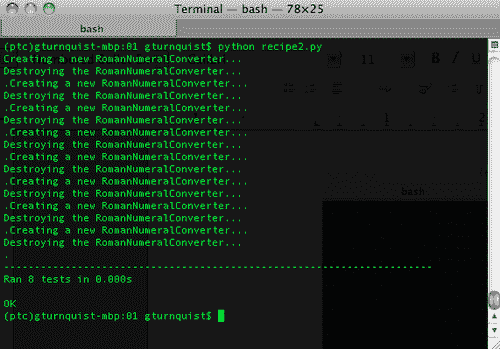 Terminal — bash — 78×25
bash
(ptc)gturnquist-mbp:01 gturnquist$ python recipe2.py
Creating a new RomanNumeralConverter...
Destroying the RomanNumeralConverter...
.Creating a new RomanNumeralConverter...
Destroying the RomanNumeralConverter...
.Creating a new RomanNumeralConverter...
Destroying the RomanNumeralConverter...
.Creating a new RomanNumeralConverter...
Destroying the RomanNumeralConverter...
.Creating a new RomanNumeralConverter...
Destroying the RomanNumeralConverter...
.Creating a new RomanNumeralConverter...
Destroying the RomanNumeralConverter...
.Creating a new RomanNumeralConverter...
Destroying the RomanNumeralConverter...
.Creating a new RomanNumeralConverter...
Destroying the RomanNumeralConverter...
.
----------------------------------------------------------------------
Ran 8 tests in 0.000s
OK
(ptc)gturnquist-mbp:01 gturnquist$
11
B I U
bash